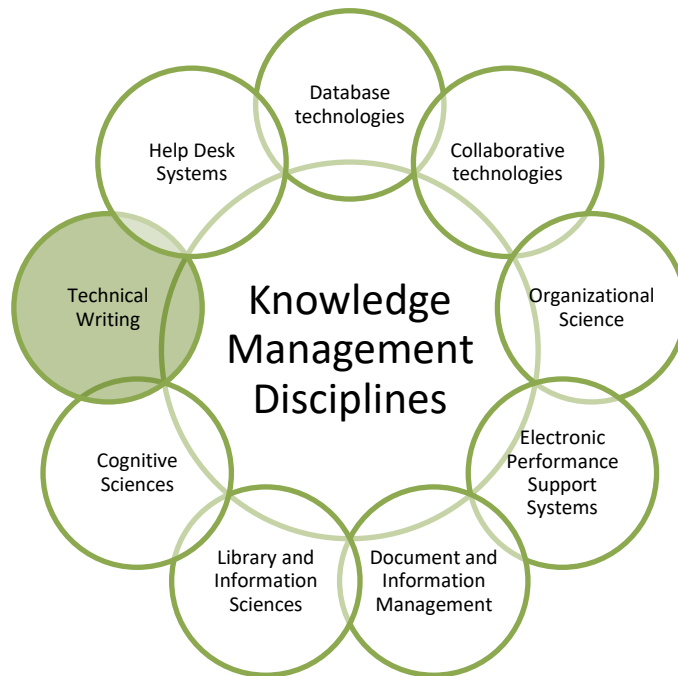 Database
technologies
Collaborative
technologies
Organizational
Science
Electronic
Performance
Support
Systems
Document and
Information
Management
Library and
Information
Sciences
Cognitive
Sciences
Technical
Writing
Help Desk
Systems
Knowledge
Management
Disciplines